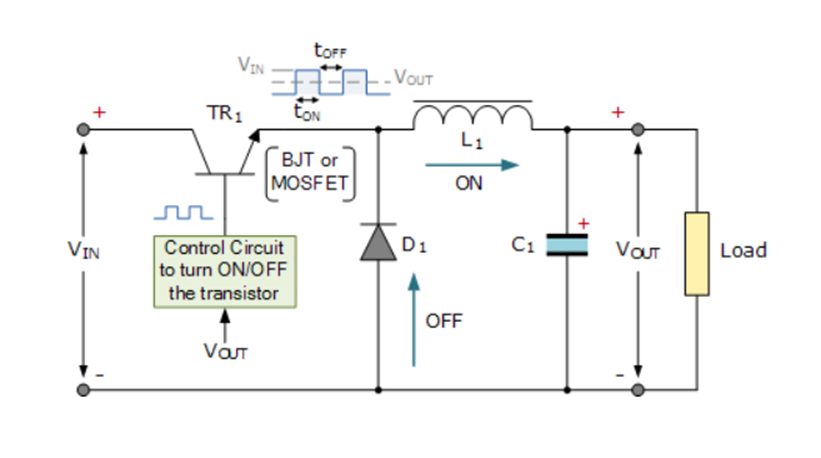 tOFF
VIN
VOUT
tON
+
TR1
+
L1
BJT or
MOSFET
ON
+
VIN
Control Circuit
to turn ON/OFF
the transistor
D1
C1
VOUT
Load
OFF
VOUT
-
-